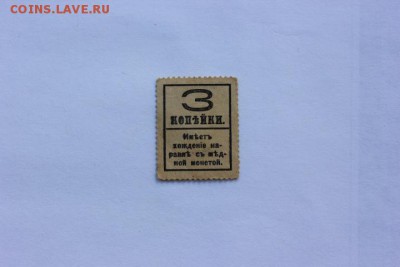 COINS.LAVE.RU
3
КОПѢЙКИ.
Имѣетъ
хожденіе на-
равнѣ съ мѣд-
ной монетой.